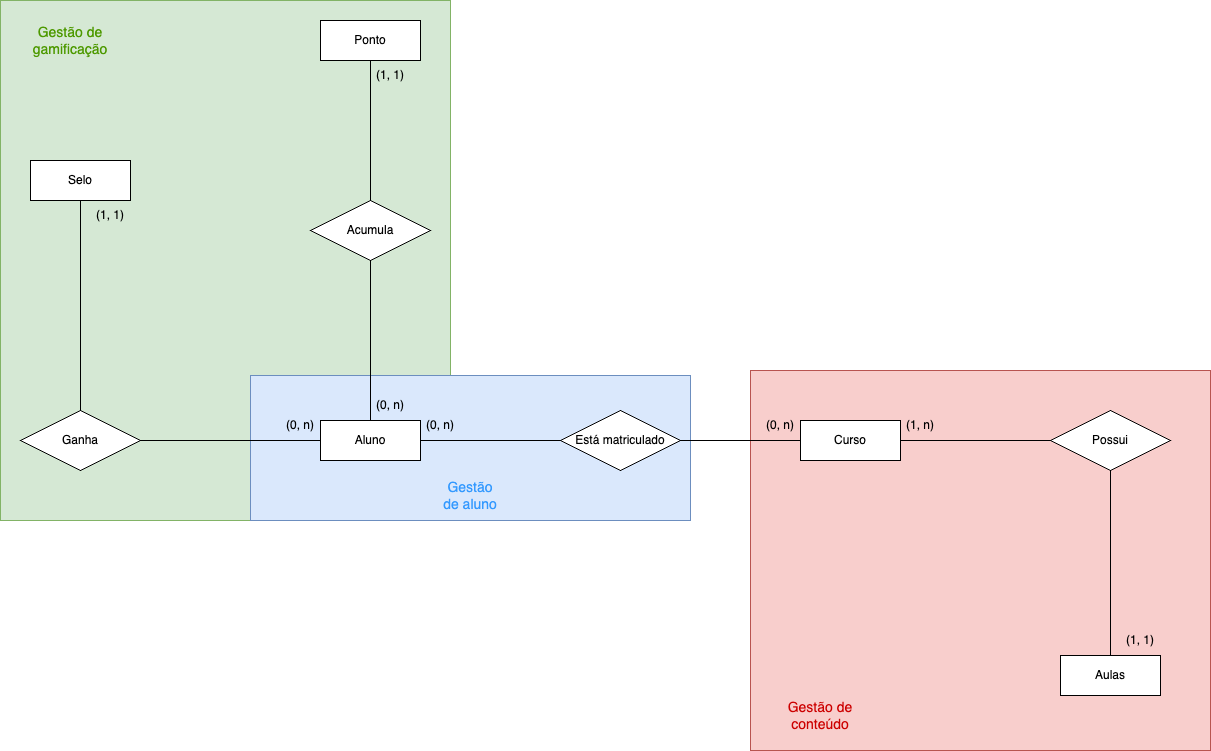 Gestão de
gamificação
Ponto
(1, 1)
Selo
(1, 1)
Acumula
(0, n)
(0, n)
(0, n)
Ganha
Aluno
Está matriculado
(0, n)
(1, n)
Curso
Possui
Gestão
de aluno
(1, 1)
Aulas
Gestão de
conteúdo